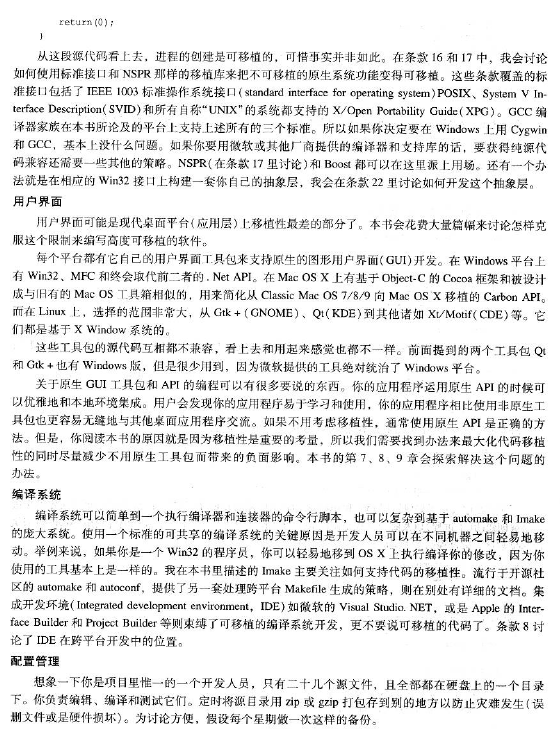 return(0);
}
从这段源代码看上去，进程的创建是可移植的，可惜事实并非如此。在条款 16 和 17 中，我会讨论
如何使用标准接口和 NSPR 那样的移植库来把不可移植的原生系统功能变得可移植。这些条款覆盖的标
准接口包括了 IEEE 1003 标准操作系统接口(standard interface for operating system)POSIX、System V In-
terface Description(SVID)和所有自称“UNIX”的系统都支持的 X/Open Portability Guide(XPG)。GCC 编
译器家族在本书所论及的平台上支持上述所有的三个标准。所以如果你决定要在 Windows 上用 Cygwin
和 GCC，基本上没什么问题。如果你要用微软或其他厂商提供的编译器和支持库的话，要获得纯源代
码兼容还需要一些其他的策略。NSPR(在条款 17 里讨论)和 Boost 都可以在这里派上用场。还有一个办
法就是在相应的 Win32 接口上构建一套你自己的抽象层，我会在条款 22 里讨论如何开发这个抽象层。
用户界面
用户界面可能是现代桌面平台(应用层)上移植性最差的部分了。本书会花费大量篇幅来讨论怎样克
服这个限制来编写高度可移植的软件。
每个平台都有它自己的用户界面工具包来支持原生的图形用户界面(GUI)开发。在 Windows 平台上
有 Win32、MFC 和终会取代前二者的 . Net API。在 Mac OS X 上有基于 Object-C 的 Cocoa 框架和被设计
成与旧有的 Mac OS 工具箱相似的，用来简化从 Classic Mac OS 7/8/9 向 Mac OS X 移植的 Carbon API。
而在 Linux 上，选择的范围非常大，从 Gtk + (GNOME)、Qt(KDE)到其他诸如 Xt/Motif(CDE)等。它
们都是基于 X Window 系统的。
这些工具包的源代码互相都不兼容，看上去和用起来感觉也都不一样。前面提到的两个工具包 Qt
和 Gtk + 也有 Windows 版，但是很少用到，因为微软提供的工具绝对统治了 Windows 平台。
关于原生 GUI 工具包和 API 的编程可以有很多要说的东西。你的应用程序运用原生 API 的时候可
以优雅地和本地环境集成。用户会发现你的应用程序易于学习和使用，你的应用程序相比使用非原生工
具包也更容易无缝地与其他桌面应用程序交流。如果不用考虑移植性，通常使用原生 API 是正确的方
法。但是，你阅读本书的原因就是因为移植性是重要的考量，所以我们需要找到办法来最大化代码移植
性的同时尽量减少不用原生工具包而带来的负面影响。本书的第 7、8、9 章会探索解决这个问题的
办法。
编译系统
编译系统可以简单到一个执行编译器和连接器的命令行脚本，也可以复杂到基于 automake 和 Imake
的庞大系统。使用一个标准的可共享的编译系统的关键原因是开发人员可以在不同机器之间轻易地移
动。举例来说，如果你是一个 Win32 的程序员，你可以轻易地移到 OS X 上执行编译你的修改，因为你
使用的工具基本上是一样的。我在本书里描述的 Imake 主要关注如何支持代码的移植性。流行于开源社
区的 automake 和 autoconf，提供了另一套处理跨平台 Makefile 生成的策略，则在别处有详细的文档。集
成开发环境(Integrated development environment，IDE)如微软的 Visual Studio. NET，或是 Apple 的 Inter-
face Builder 和 Project Builder 等则束缚了可移植的编译系统开发，更不要说可移植的代码了。条款 8 讨
论了 IDE 在跨平台开发中的位置。
配置管理
想象一下你是项目里惟一的一个开发人员，只有二十几个源文件，且全部都在硬盘上的一个目录
下。你负责编辑、编译和测试它们。定时将源目录用 zip 或 gzip 打包存到别的地方以防止灾难发生(误
删文件或是硬件损坏)。为讨论方便，假设每个星期做一次这样的备份。